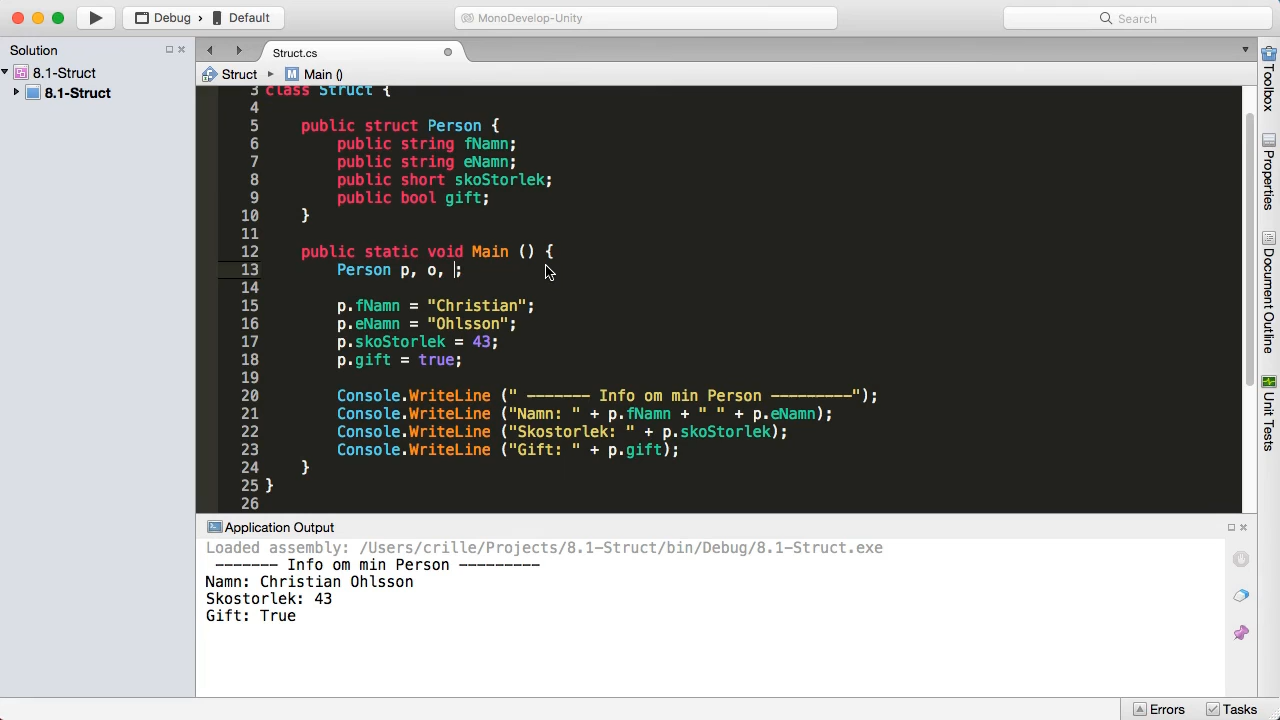 Debug › Default
MonoDevelop-Unity
Search
Solution
8.1-Struct
8.1-Struct
Struct.cs
Struct ▸ M Main ()
3 class Struct {
4
5 public struct Person {
6 public string fNamn;
7 public string eNamn;
8 public short skoStorlek;
9 public bool gift;
10 }
11
12 public static void Main () {
13 Person p, o, ;
14
15 p.fNamn = "Christian";
16 p.eNamn = "Ohlsson";
17 p.skoStorlek = 43;
18 p.gift = true;
19
20 Console.WriteLine (" ------- Info om min Person ---------");
21 Console.WriteLine ("Namn: " + p.fNamn + " " + p.eNamn);
22 Console.WriteLine ("Skostorlek: " + p.skoStorlek);
23 Console.WriteLine ("Gift: " + p.gift);
24 }
25 }
26
Application Output
Loaded assembly: /Users/crille/Projects/8.1-Struct/bin/Debug/8.1-Struct.exe
------- Info om min Person ---------
Namn: Christian Ohlsson
Skostorlek: 43
Gift: True
Toolbox
Properties
Document Outline
Unit Tests
Errors
Tasks